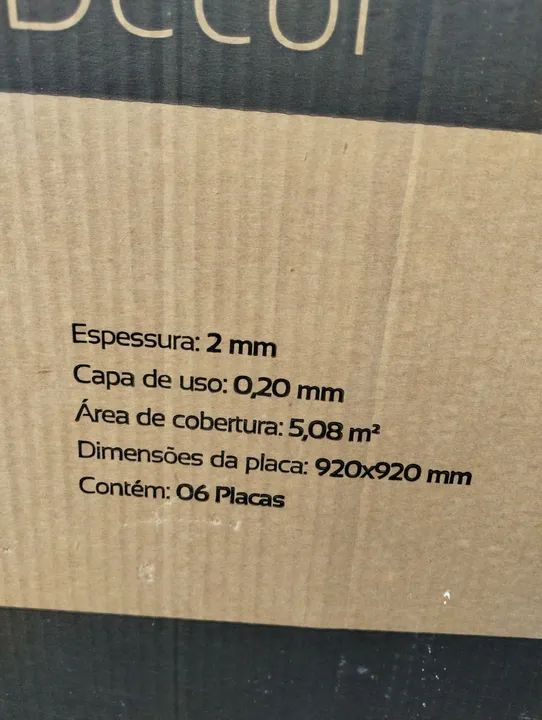 Decor
Espessura: 2 mm
Capa de uso: 0,20 mm
Área de cobertura: 5,08 m²
Dimensões da placa: 920x920 mm
Contém: 06 Placas